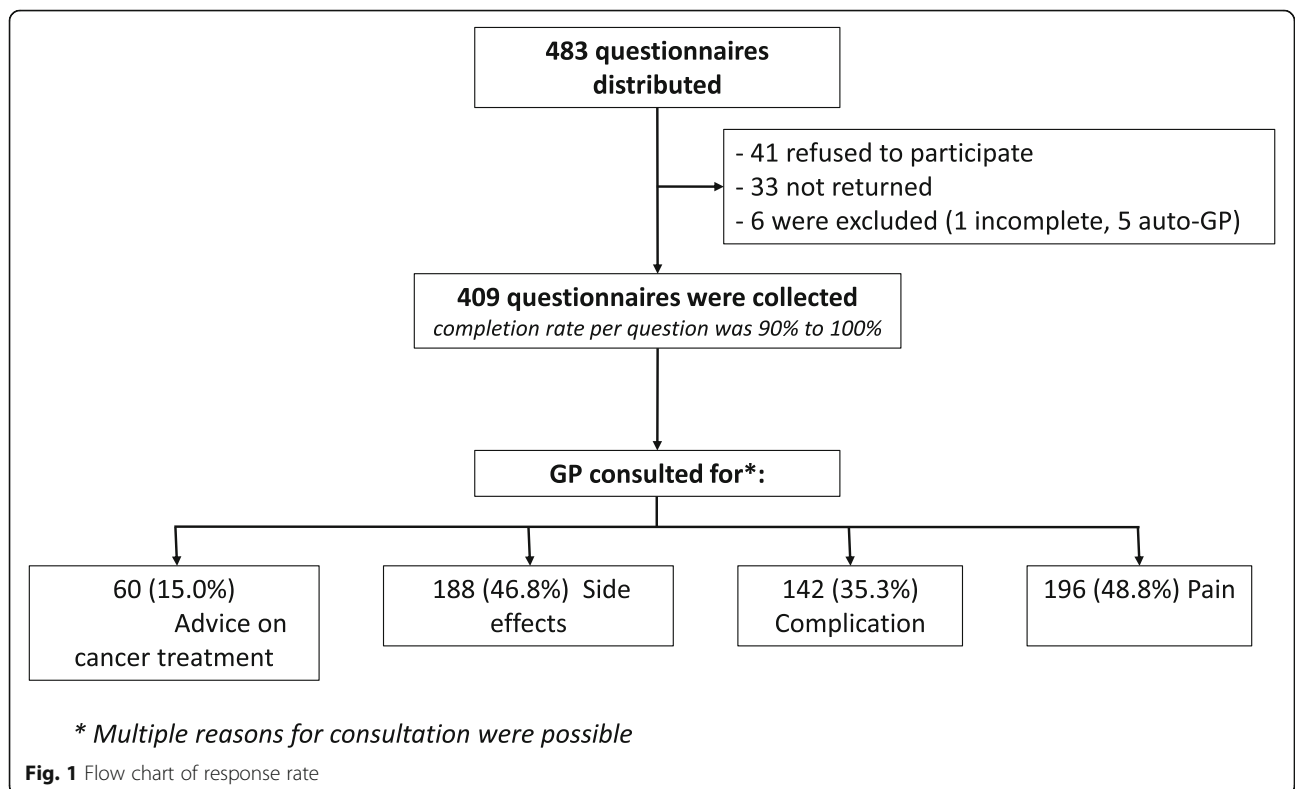 483 questionnaires
distributed
- 41 refused to participate
- 33 not returned
- 6 were excluded (1 incomplete, 5 auto-GP)
409 questionnaires were collected
completion rate per question was 90% to 100%
GP consulted for*:
60 (15.0%)
Advice on
cancer treatment
188 (46.8%) Side
effects
142 (35.3%)
Complication
196 (48.8%) Pain
* Multiple reasons for consultation were possible
Fig. 1 Flow chart of response rate